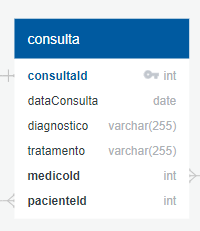 consulta
consultaId int
dataConsulta date
diagnostico varchar(255)
tratamento varchar(255)
medicoId int
pacienteId int